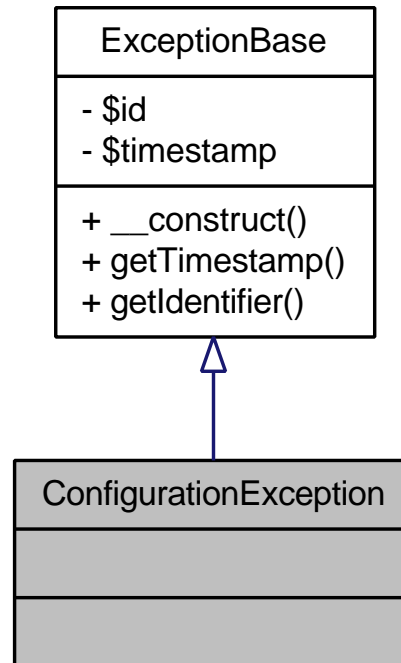 ExceptionBase
- $id
- $timestamp
+ __construct()
+ getTimestamp()
+ getIdentifier()
ConfigurationException